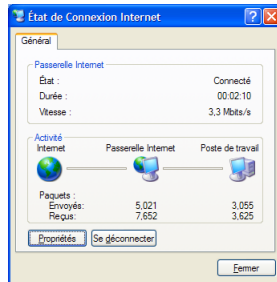 État de Connexion Internet
Général
Passerelle Internet
État : Connecté
Durée : 00:02:10
Vitesse : 3,3 Mbits/s
Activité
Internet Passerelle Internet Poste de travail
Paquets :
Envoyés: 5,021 3,055
Reçus: 7,652 3,625
Propriétés Se déconnecter
Fermer